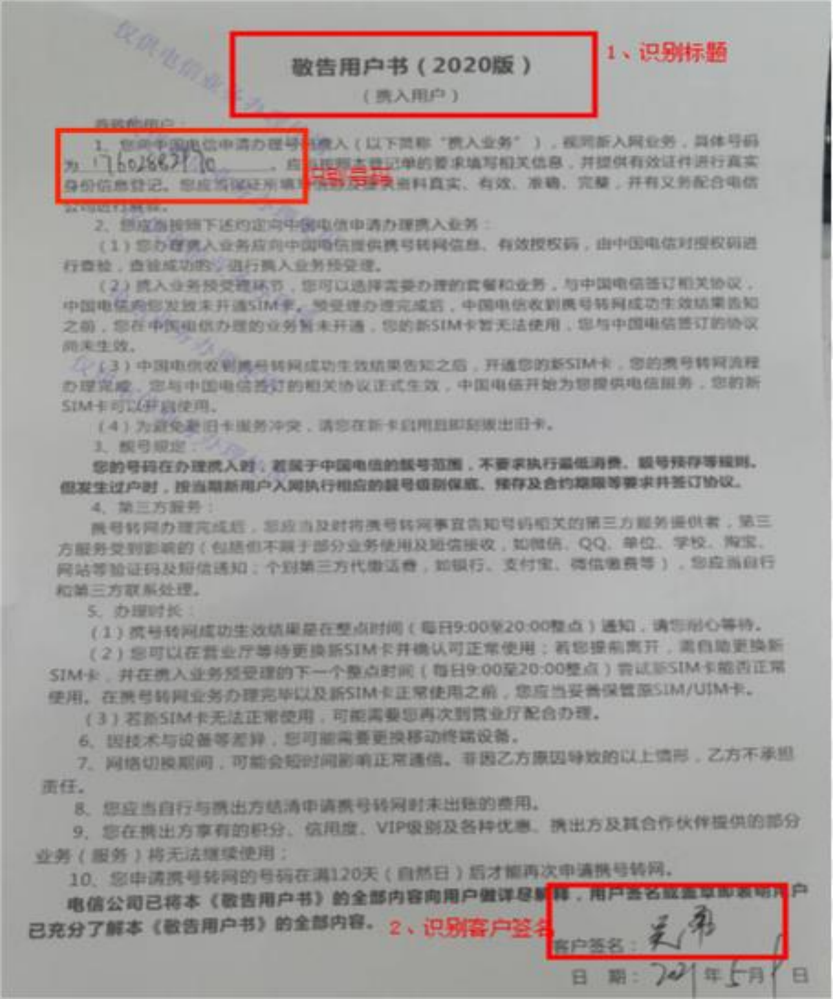 敬告用户书（2020版）
1、识别标题
（携入用户）
尊敬的用户：
1、您向中国电信申请办理号码携入（以下简称“携入业务”），视同新入网业务，具体号码
为 17602882970 。应当按照本登记单的要求填写相关信息，并提供有效证件进行真实
识别号码
身份信息登记。您应当保证所填写信息及提供资料真实、有效、准确、完整，并有义务配合电信
公司进行核验。
2、您应当按照下述约定向中国电信申请办理携入业务：
（1）您办理携入业务应向中国电信提供携号转网信息、有效授权码，由中国电信对授权码进
行查验，查验成功的，进行携入业务预受理。
（2）携入业务预受理环节，您可以选择需要办理的套餐和业务，与中国电信签订相关协议，
中国电信向您发放未开通SIM卡。预受理办理完成后，中国电信收到携号转网成功生效结果告知
之前，您在中国电信办理的业务暂未开通，您的新SIM卡暂无法使用，您与中国电信签订的协议
尚未生效。
（3）中国电信收到携号转网成功生效结果告知之后，开通您的新SIM卡，您的携号转网流程
办理完成，您与中国电信签订的相关协议正式生效，中国电信开始为您提供电信服务，您的新
SIM卡可以开启使用。
（4）为避免新旧卡服务冲突，请您在新卡启用后即刻拔出旧卡。
3、靓号规定：
您的号码在办理携入时，若属于中国电信的靓号范围，不要求执行最低消费、靓号预存等规则。
但发生过户时，按当期新用户入网执行相应的靓号级别保底、预存及合约期限等要求并签订协议。
4、第三方服务：
携号转网办理完成后，您应当及时将携号转网事宜告知号码相关的第三方服务提供者，第三
方服务受到影响的（包括但不限于部分业务使用及短信接收，如微信、QQ、单位、学校、淘宝、
网站等验证码及短信通知；个别第三方代缴话费，如银行、支付宝、微信缴费等），您应当自行
和第三方联系处理。
5、办理时长：
（1）携号转网成功生效结果是在整点时间（每日9:00至20:00整点）通知，请您耐心等待。
（2）您可以在营业厅等待更换新SIM卡并确认可正常使用；若您提前离开，需自助更换新
SIM卡，并在携入业务预受理的下一个整点时间（每日9:00至20:00整点）尝试新SIM卡能否正常
使用。在携号转网业务办理完毕以及新SIM卡正常使用之前，您应当妥善保管原SIM/UIM卡。
（3）若新SIM卡无法正常使用，可能需要您再次到营业厅配合办理。
6、因技术与设备等差异，您可能需要更换移动终端设备。
7、网络切换期间，可能会短时间影响正常通信。非因乙方原因导致的以上情形，乙方不承担
责任。
8、您应当自行与携出方结清申请携号转网时未出账的费用。
9、您在携出方享有的积分、信用度、VIP级别及各种优惠、携出方及其合作伙伴提供的部分
业务（服务）将无法继续使用；
10、您申请携号转网的号码在满120天（自然日）后才能再次申请携号转网。
电信公司已将本《敬告用户书》的全部内容向用户做详尽解释，用户签名或盖章即表明用户
已充分了解本《敬告用户书》的全部内容。
2、识别客户签名
客户签名：吴勇
日 期：2021年5月1日